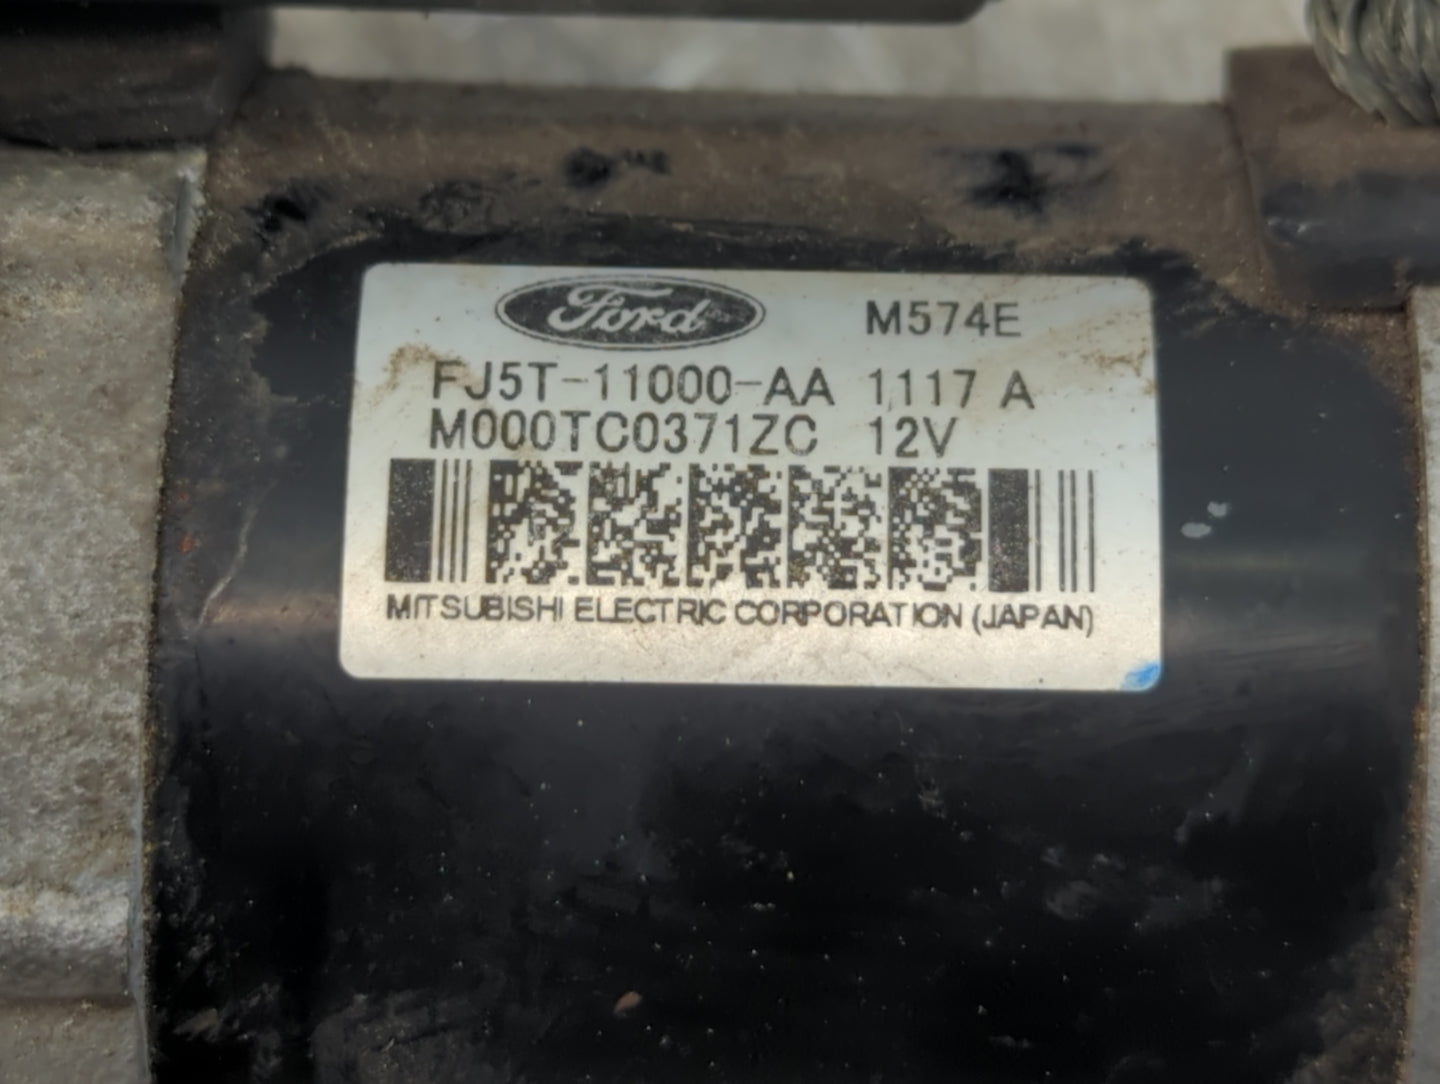 Ford M574E
FJ5T-11000-AA 1117 A
M000TC0371ZC 12V
MITSUBISHI ELECTRIC CORPORATION (JAPAN)